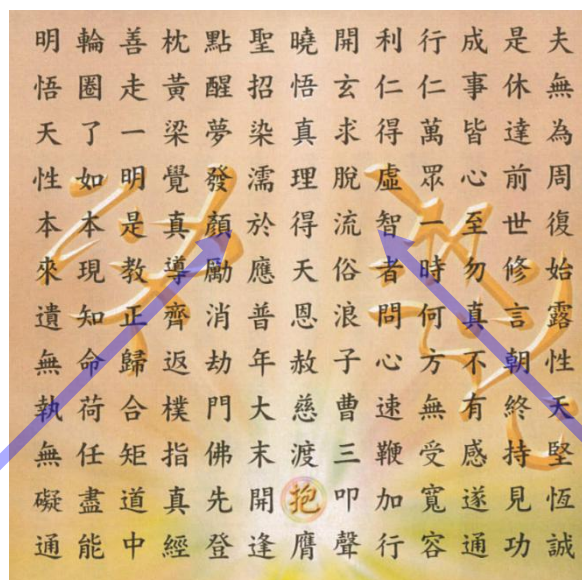 夫無為周復始露性天堅恆誠
是休達前世修言朝終持見功
成事皆心至勿真不有感遂通
行仁萬眾一時何方無受寬容
利仁得虛智者問心速鞭加行
開玄求脫流俗浪子曹三叩聲
曉悟真理得天恩赦慈渡抱膺
聖招染濡於應普年大末開逢
點醒夢發顏勵消劫門佛先登
枕黃梁覺真導齊返樸指真經
善走一明是教正歸合矩道中
輪圈了如本現知命荷任盡能
明悟天性本來遺無執無礙通